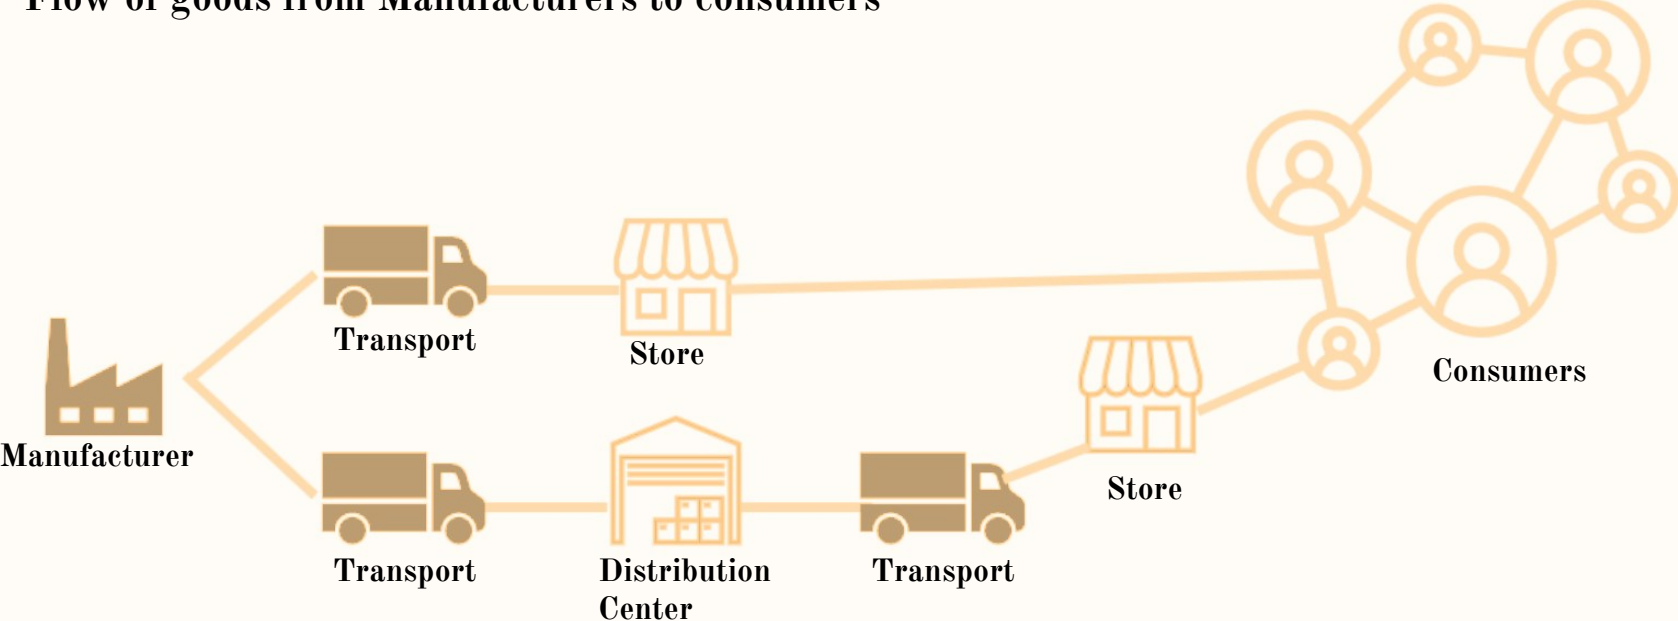 Flow of goods from Manufacturers to consumers
Transport
Store
Consumers
Manufacturer
Store
Transport
Distribution
Center
Transport